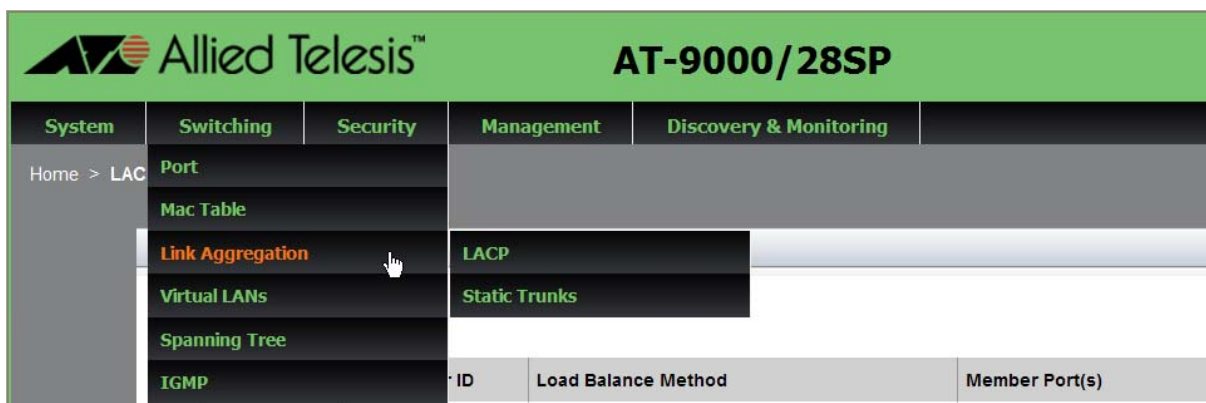 Allied Telesis™
AT-9000/28SP
System Switching Security Management Discovery & Monitoring
Home > LAC
Port
Mac Table
Link Aggregation
LACP
Virtual LANs
Static Trunks
Spanning Tree
IGMP
ID Load Balance Method Member Port(s)